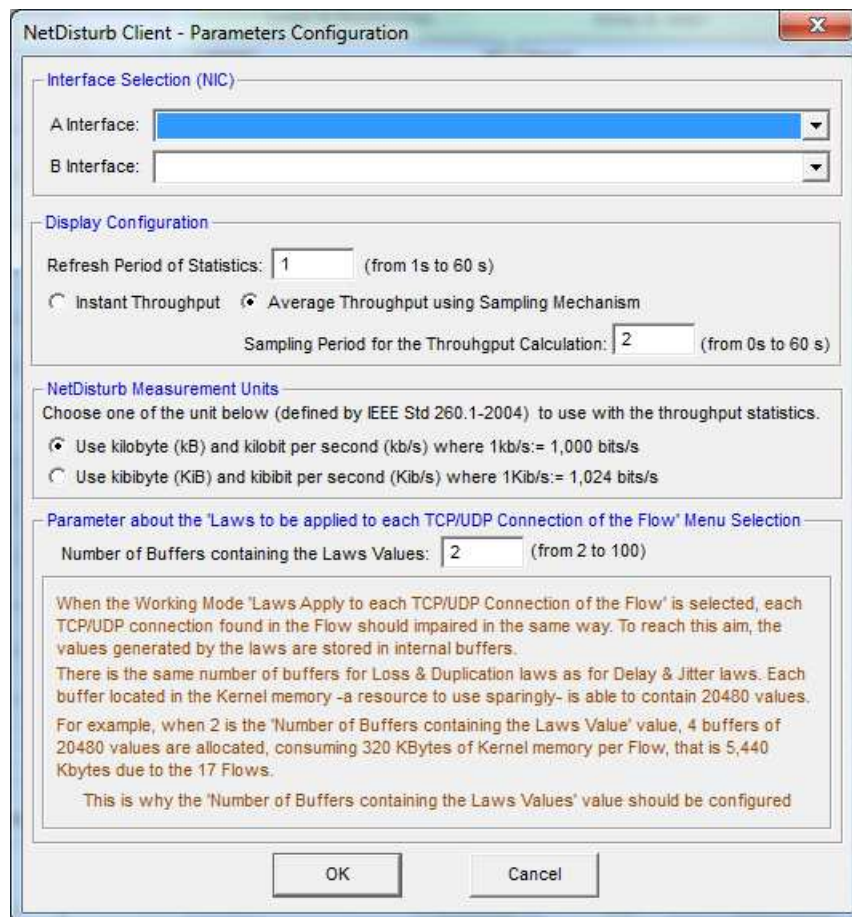 NetDisturb Client - Parameters Configuration
Interface Selection (NIC)
A Interface:
B Interface:
Display Configuration
Refresh Period of Statistics: 1 (from 1s to 60 s)
Instant Throughput Average Throughput using Sampling Mechanism
Sampling Period for the Throuhgput Calculation: 2 (from 0s to 60 s)
NetDisturb Measurement Units
Choose one of the unit below (defined by IEEE Std 260.1-2004) to use with the throughput statistics.
Use kilobyte (kB) and kilobit per second (kb/s) where 1kb/s:= 1,000 bits/s
Use kibibyte (KiB) and kibibit per second (Kib/s) where 1Kib/s:= 1,024 bits/s
Parameter about the 'Laws to be applied to each TCP/UDP Connection of the Flow' Menu Selection
Number of Buffers containing the Laws Values: 2 (from 2 to 100)
When the Working Mode 'Laws Apply to each TCP/UDP Connection of the Flow' is selected, each
TCP/UDP connection found in the Flow should impaired in the same way. To reach this aim, the
values generated by the laws are stored in internal buffers.
There is the same number of buffers for Loss & Duplication laws as for Delay & Jitter laws. Each
buffer located in the Kernel memory -a resource to use sparingly- is able to contain 20480 values.
For example, when 2 is the 'Number of Buffers containing the Laws Value' value, 4 buffers of
20480 values are allocated, consuming 320 KBytes of Kernel memory per Flow, that is 5,440
Kbytes due to the 17 Flows.
This is why the 'Number of Buffers containing the Laws Values' value should be configured
OK
Cancel